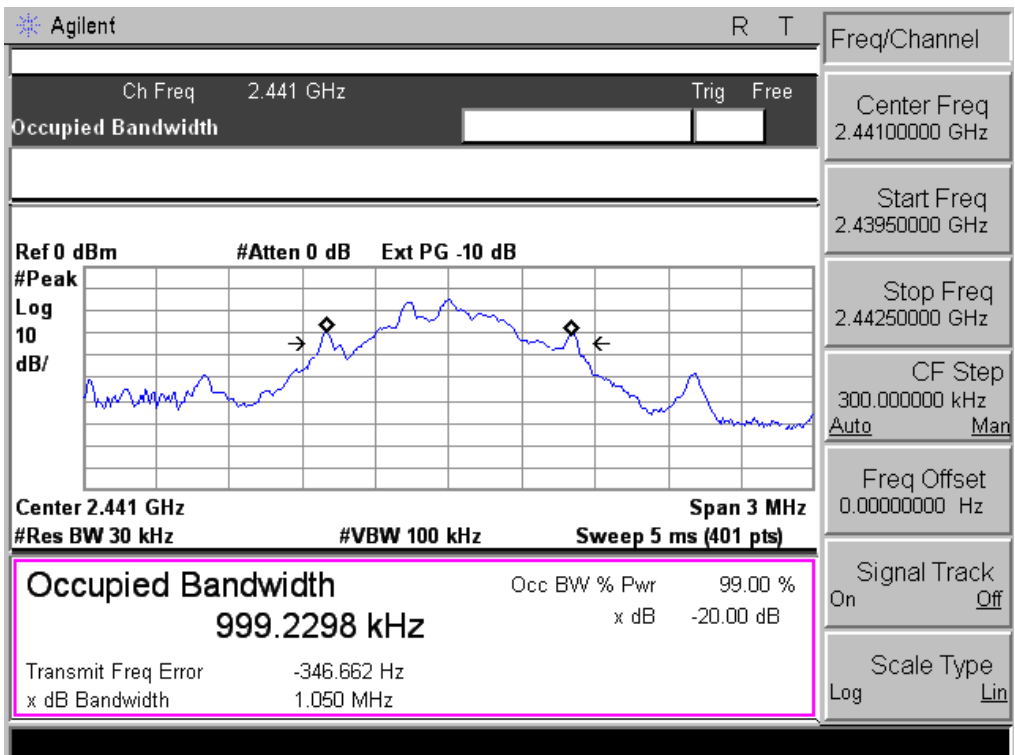 Agilent R T
Ch Freq 2.441 GHz Trig Free
Occupied Bandwidth
Ref 0 dBm #Atten 0 dB Ext PG -10 dB
#Peak
Log
10
dB/
Center 2.441 GHz Span 3 MHz
#Res BW 30 kHz #VBW 100 kHz Sweep 5 ms (401 pts)
Occupied Bandwidth Occ BW % Pwr 99.00 %
999.2298 kHz x dB -20.00 dB
Transmit Freq Error -346.662 Hz
x dB Bandwidth 1.050 MHz
Freq/Channel
Center Freq
2.44100000 GHz
Start Freq
2.43950000 GHz
Stop Freq
2.44250000 GHz
CF Step
300.000000 kHz
Auto Man
Freq Offset
0.00000000 Hz
Signal Track
On Off
Scale Type
Log Lin